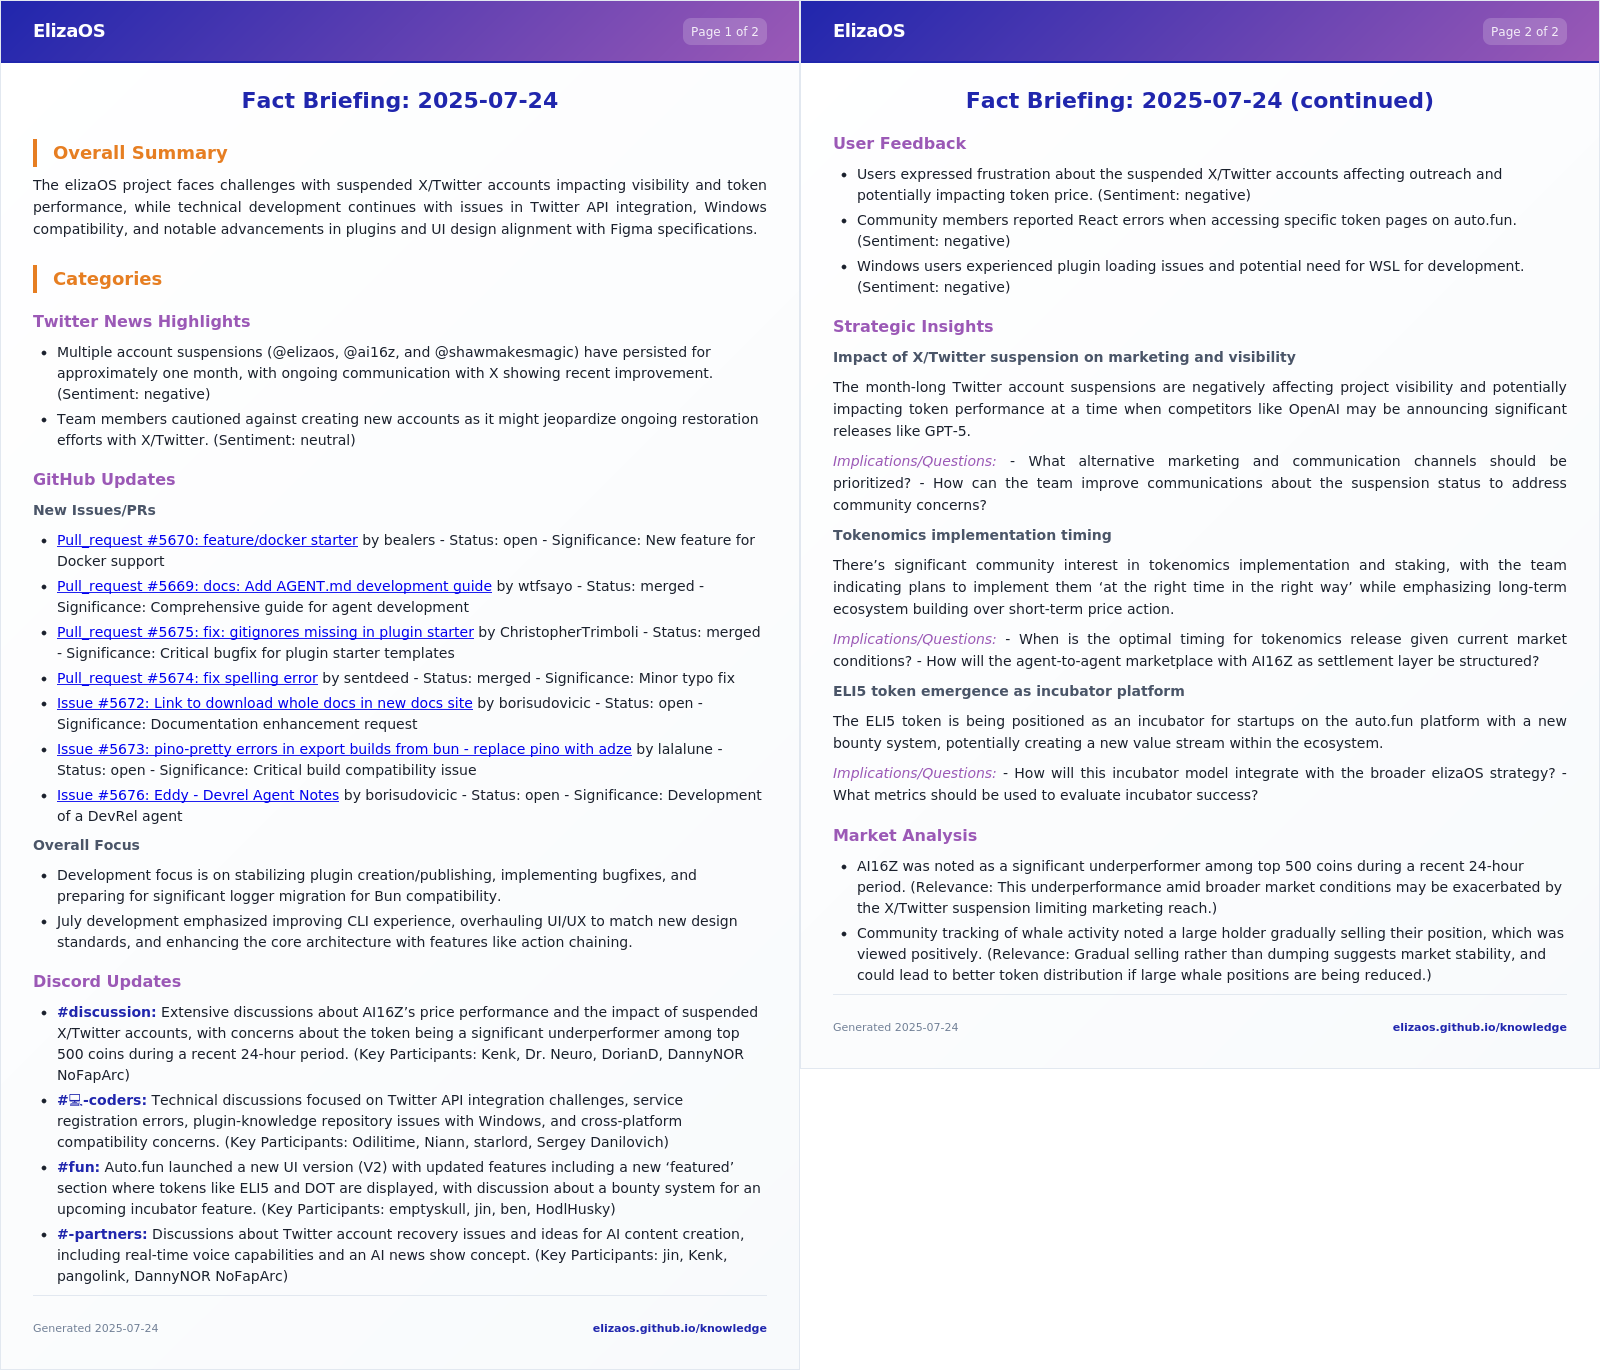 ElizaOS
Page 1 of 2
Fact Briefing: 2025-07-24
Overall Summary
The elizaOS project faces challenges with suspended X/Twitter accounts impacting visibility and token
performance, while technical development continues with issues in Twitter API integration, Windows
compatibility, and notable advancements in plugins and UI design alignment with Figma specifications.
Categories
Twitter News Highlights
• Multiple account suspensions (@elizaos, @ai16z, and @shawmakesmagic) have persisted for
approximately one month, with ongoing communication with X showing recent improvement.
(Sentiment: negative)
• Team members cautioned against creating new accounts as it might jeopardize ongoing restoration
efforts with X/Twitter. (Sentiment: neutral)
GitHub Updates
New Issues/PRs
• Pull_request #5670: feature/docker starter by bealers - Status: open - Significance: New feature for
Docker support
• Pull_request #5669: docs: Add AGENT.md development guide by wtfsayo - Status: merged -
Significance: Comprehensive guide for agent development
• Pull_request #5675: fix: gitignores missing in plugin starter by ChristopherTrimboli - Status: merged
- Significance: Critical bugfix for plugin starter templates
• Pull_request #5674: fix spelling error by sentdeed - Status: merged - Significance: Minor typo fix
• Issue #5672: Link to download whole docs in new docs site by borisudovicic - Status: open -
Significance: Documentation enhancement request
• Issue #5673: pino-pretty errors in export builds from bun - replace pino with adze by lalalune -
Status: open - Significance: Critical build compatibility issue
• Issue #5676: Eddy - Devrel Agent Notes by borisudovicic - Status: open - Significance: Development
of a DevRel agent
Overall Focus
• Development focus is on stabilizing plugin creation/publishing, implementing bugfixes, and
preparing for significant logger migration for Bun compatibility.
• July development emphasized improving CLI experience, overhauling UI/UX to match new design
standards, and enhancing the core architecture with features like action chaining.
Discord Updates
• #discussion: Extensive discussions about AI16Z’s price performance and the impact of suspended
X/Twitter accounts, with concerns about the token being a significant underperformer among top
500 coins during a recent 24-hour period. (Key Participants: Kenk, Dr. Neuro, DorianD, DannyNOR
NoFapArc)
• #💻-coders: Technical discussions focused on Twitter API integration challenges, service
registration errors, plugin-knowledge repository issues with Windows, and cross-platform
compatibility concerns. (Key Participants: Odilitime, Niann, starlord, Sergey Danilovich)
• #fun: Auto.fun launched a new UI version (V2) with updated features including a new ‘featured’
section where tokens like ELI5 and DOT are displayed, with discussion about a bounty system for an
upcoming incubator feature. (Key Participants: emptyskull, jin, ben, HodlHusky)
• #-partners: Discussions about Twitter account recovery issues and ideas for AI content creation,
including real-time voice capabilities and an AI news show concept. (Key Participants: jin, Kenk,
pangolink, DannyNOR NoFapArc)
Generated 2025-07-24
elizaos.github.io/knowledge
ElizaOS
Page 2 of 2
Fact Briefing: 2025-07-24 (continued)
User Feedback
• Users expressed frustration about the suspended X/Twitter accounts affecting outreach and
potentially impacting token price. (Sentiment: negative)
• Community members reported React errors when accessing specific token pages on auto.fun.
(Sentiment: negative)
• Windows users experienced plugin loading issues and potential need for WSL for development.
(Sentiment: negative)
Strategic Insights
Impact of X/Twitter suspension on marketing and visibility
The month-long Twitter account suspensions are negatively affecting project visibility and potentially
impacting token performance at a time when competitors like OpenAI may be announcing significant
releases like GPT-5.
Implications/Questions: - What alternative marketing and communication channels should be
prioritized? - How can the team improve communications about the suspension status to address
community concerns?
Tokenomics implementation timing
There’s significant community interest in tokenomics implementation and staking, with the team
indicating plans to implement them ‘at the right time in the right way’ while emphasizing long-term
ecosystem building over short-term price action.
Implications/Questions: - When is the optimal timing for tokenomics release given current market
conditions? - How will the agent-to-agent marketplace with AI16Z as settlement layer be structured?
ELI5 token emergence as incubator platform
The ELI5 token is being positioned as an incubator for startups on the auto.fun platform with a new
bounty system, potentially creating a new value stream within the ecosystem.
Implications/Questions: - How will this incubator model integrate with the broader elizaOS strategy? -
What metrics should be used to evaluate incubator success?
Market Analysis
• AI16Z was noted as a significant underperformer among top 500 coins during a recent 24-hour
period. (Relevance: This underperformance amid broader market conditions may be exacerbated by
the X/Twitter suspension limiting marketing reach.)
• Community tracking of whale activity noted a large holder gradually selling their position, which was
viewed positively. (Relevance: Gradual selling rather than dumping suggests market stability, and
could lead to better token distribution if large whale positions are being reduced.)
Generated 2025-07-24
elizaos.github.io/knowledge